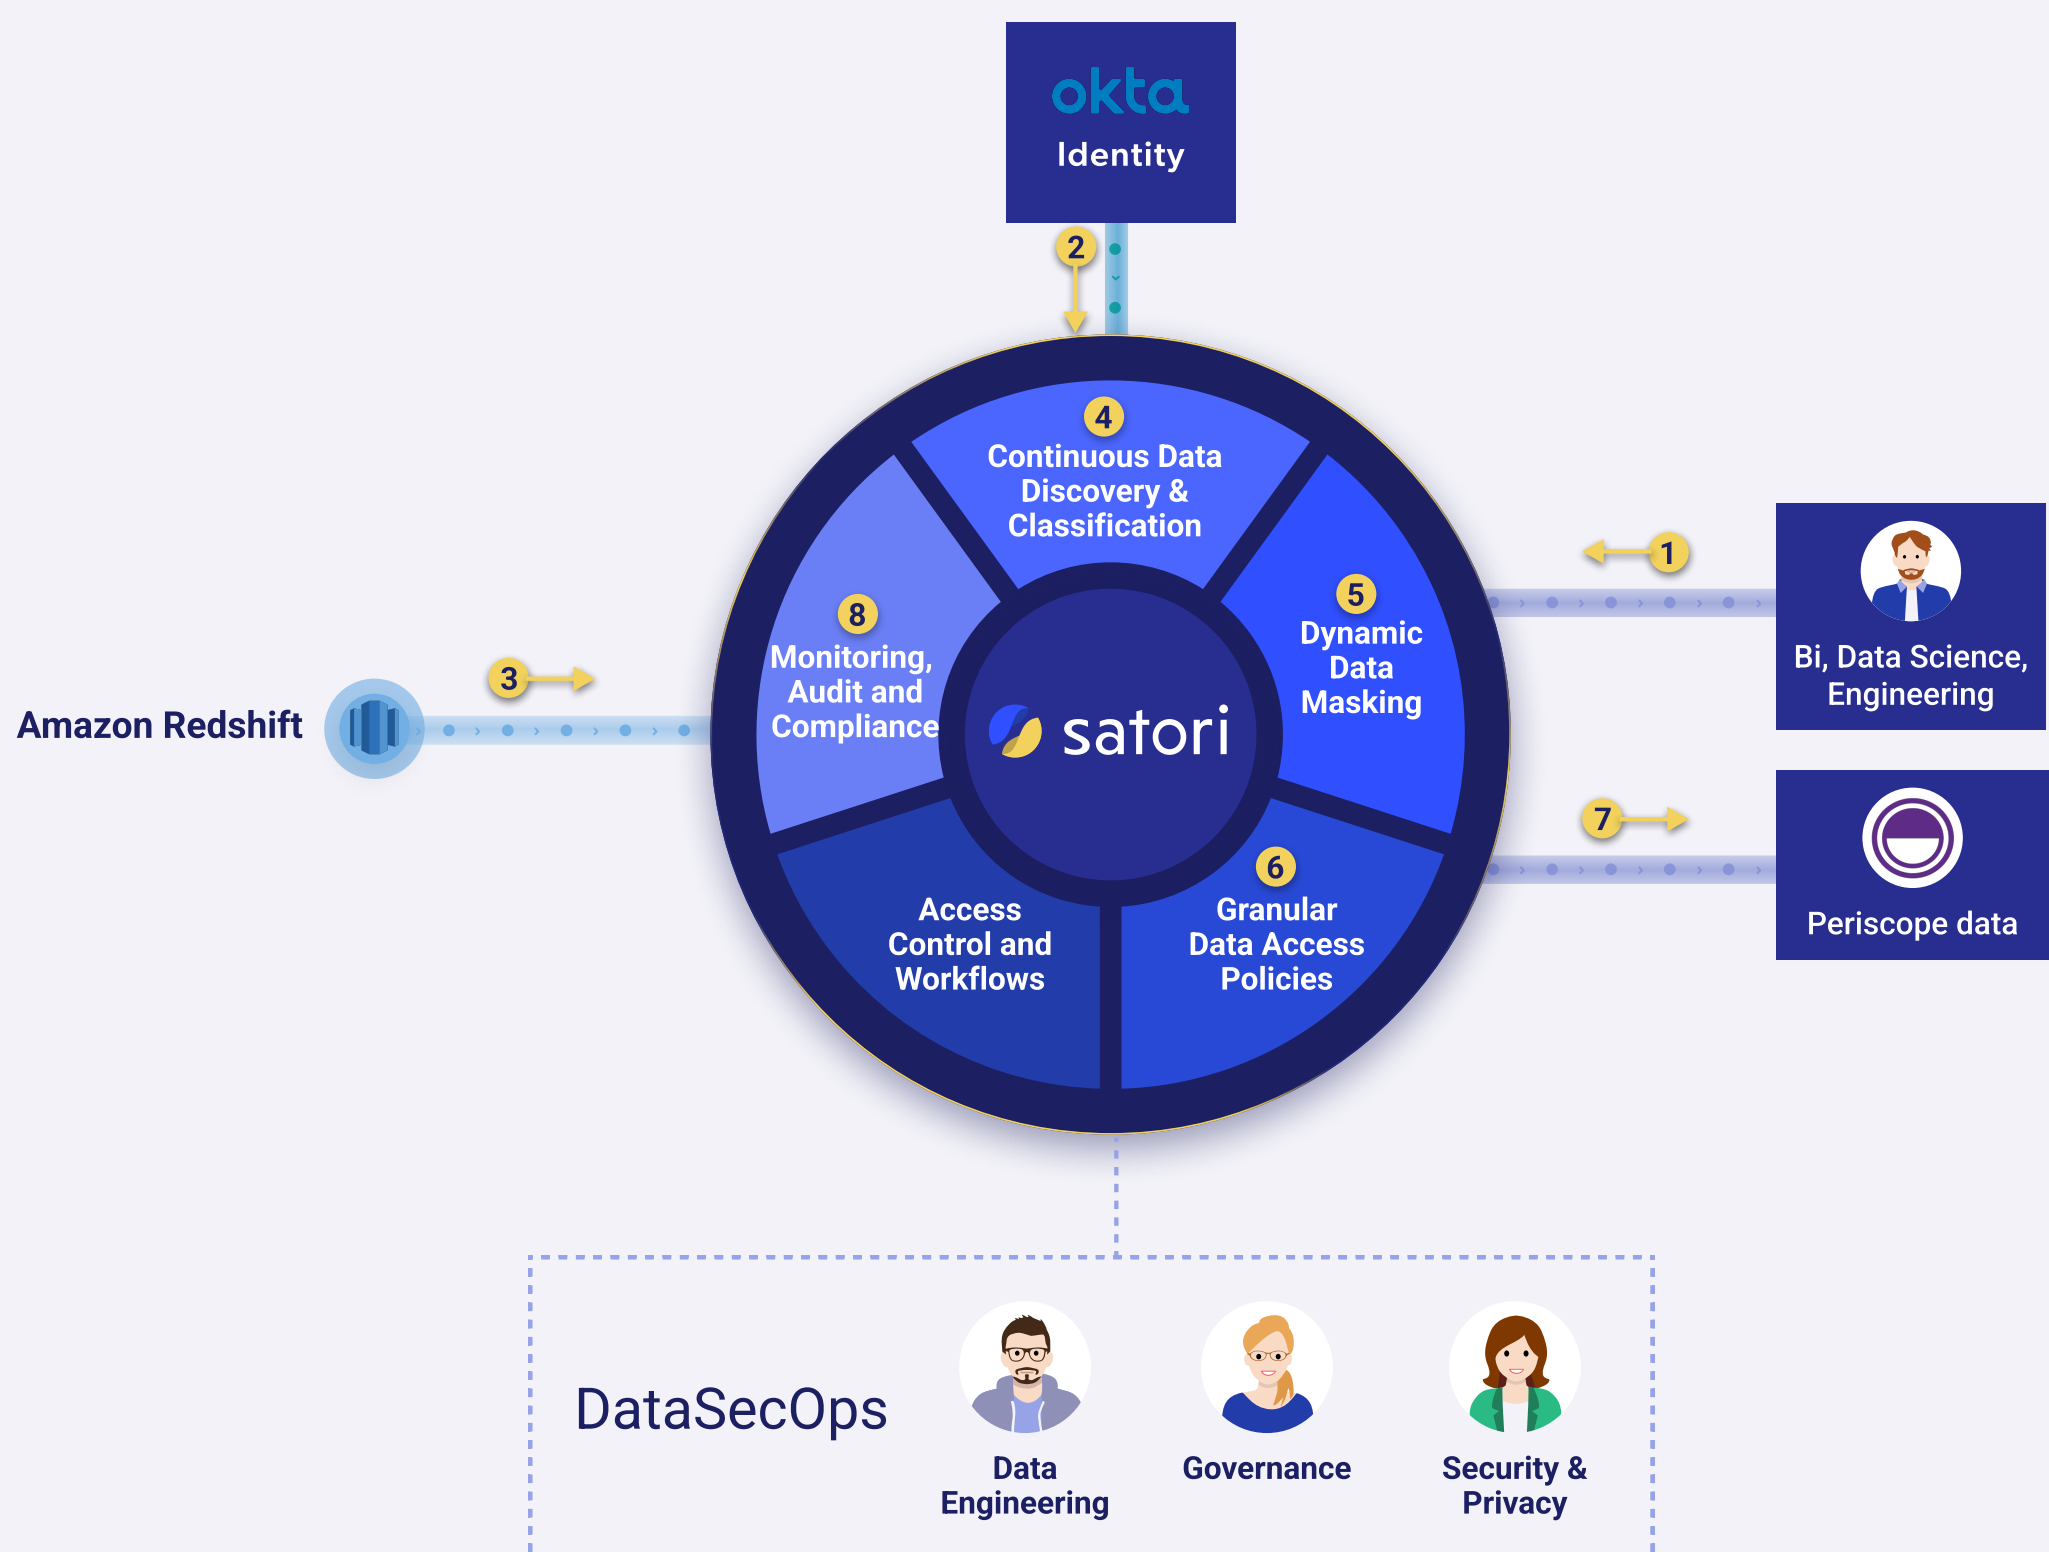 okta
Identity
2
4
Continuous Data
Discovery &
Classification
1
5
Dynamic
Data
Masking
8
Monitoring,
Audit and
Compliance
Bi, Data Science,
Engineering
3
Amazon Redshift
satori
7
6
Granular
Data Access
Policies
Access
Control and
Workflows
Periscope data
DataSecOps
Data
Engineering
Governance
Security &
Privacy